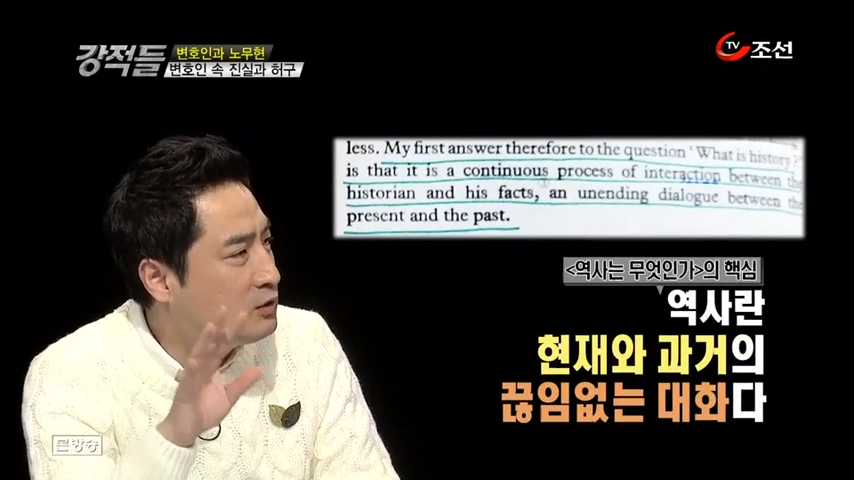 강적들
변호인과 노무현
변호인 속 진실과 허구
TV조선
less. My first answer therefore to the question ‘What is history?’
is that it is a continuous process of interaction between the
historian and his facts, an unending dialogue between the
present and the past.
<역사는 무엇인가>의 핵심
역사란
현재와 과거의
끊임없는 대화다
본방송